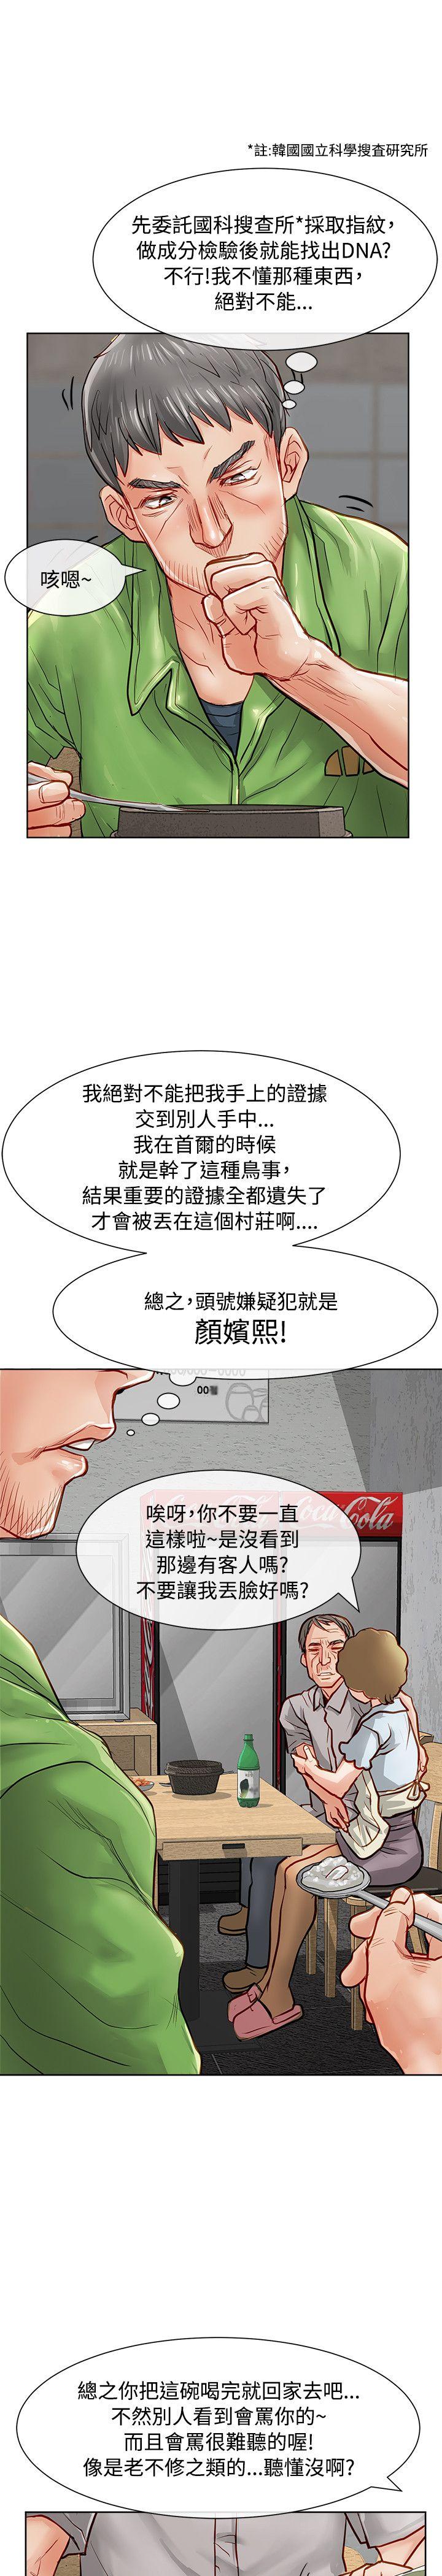 *註:韓國國立科學搜查研究所
先委託國科搜查所*採取指紋,
做成分檢驗後就能找出DNA?
不行!我不懂那種東西,
絕對不能...
咳嗯~
我絕對不能把我手上的證據
交到別人手中...
我在首爾的時候
就是幹了這種鳥事,
結果重要的證據全都遺失了
才會被丟在這個村莊啊....
總之,頭號嫌疑犯就是
顏嬪熙!
Coca-Cola
唉呀,你不要一直
這樣啦~是沒看到
那邊有客人嗎?
不要讓我丟臉好嗎?
總之你把這碗喝完就回家去吧...
不然別人看到會罵你的~
而且會罵很難聽的喔!
像是老不修之類的...聽懂沒啊?